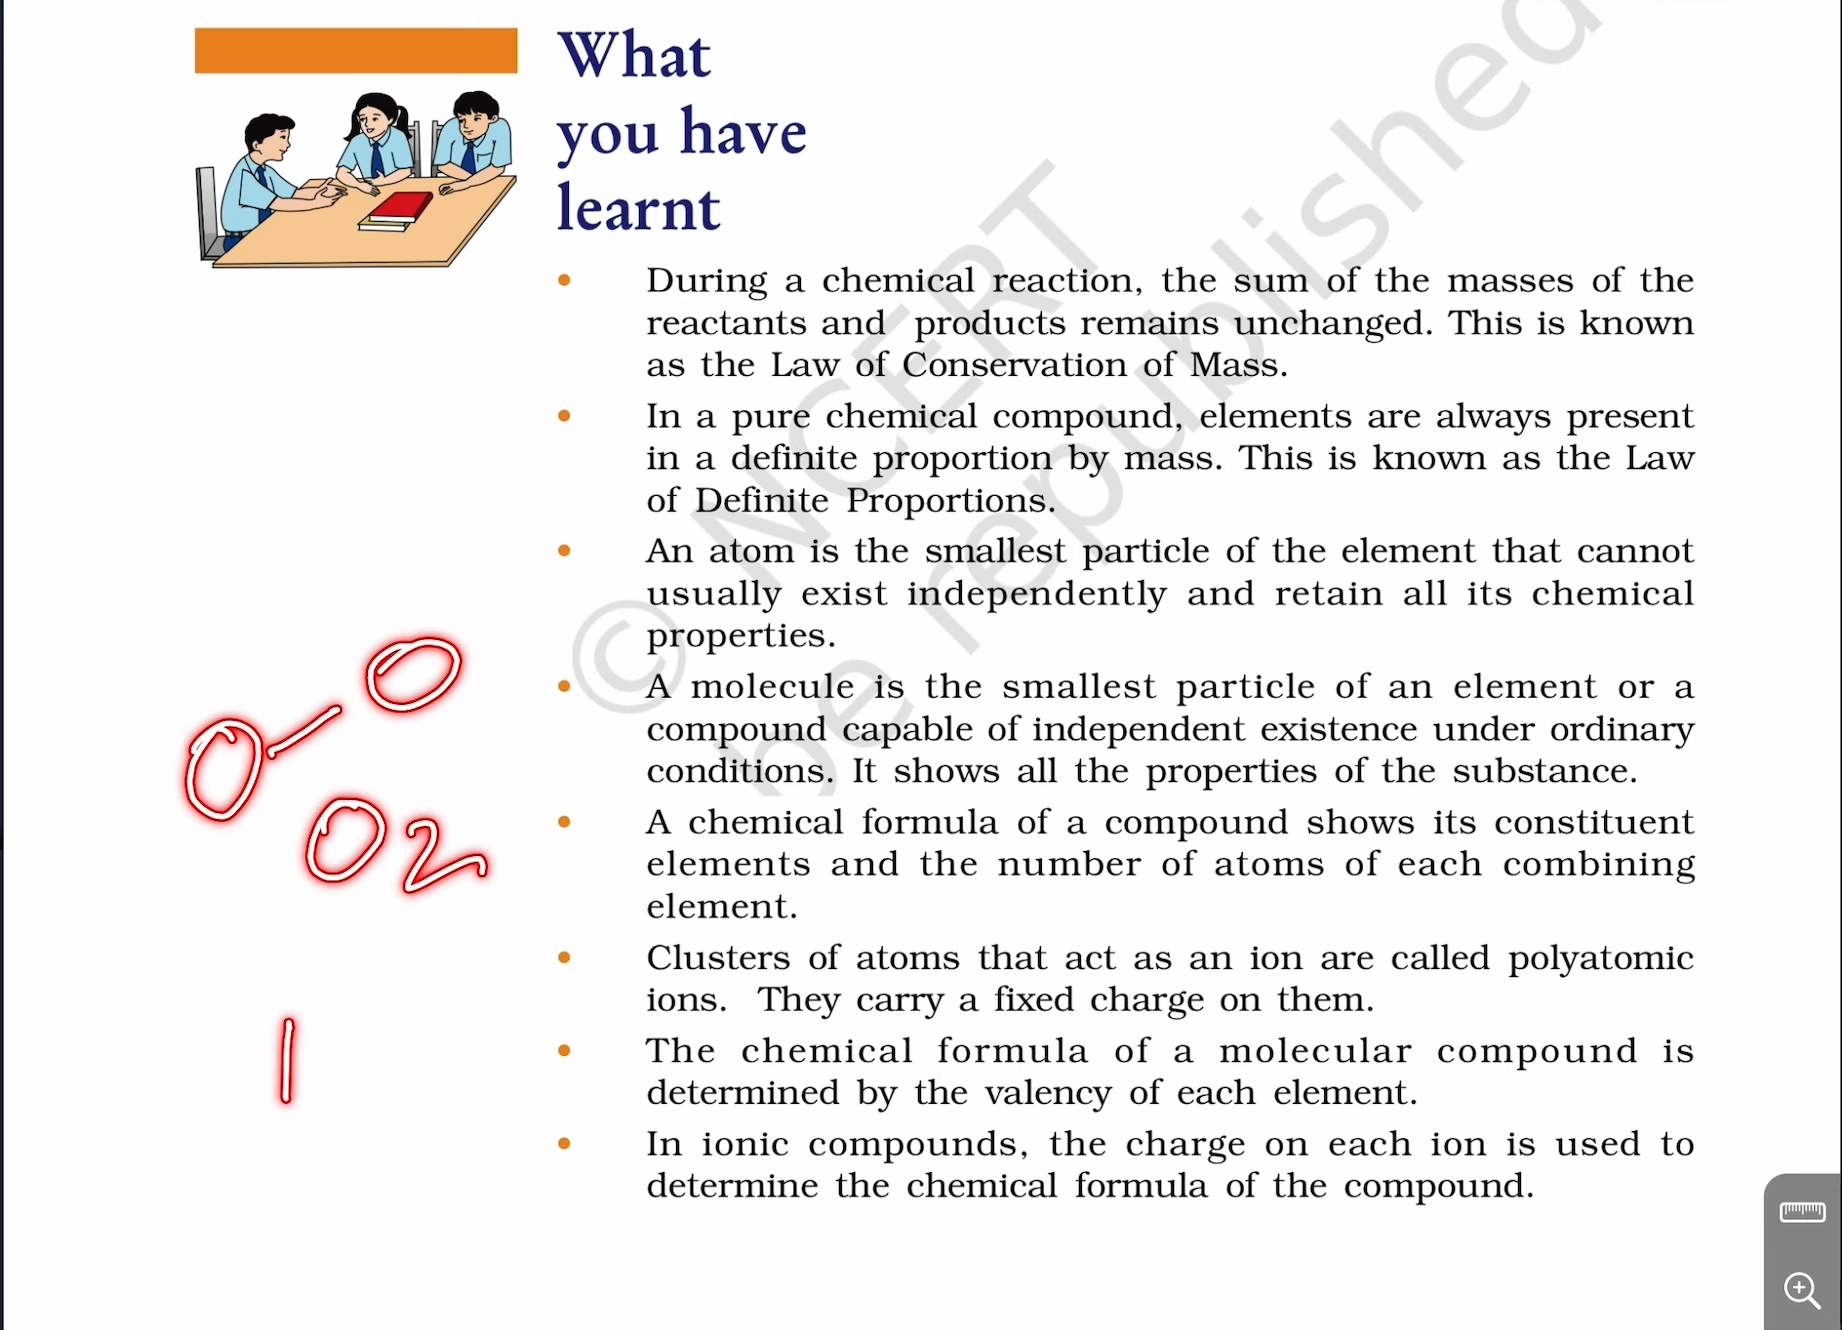 What
you have
learnt
• During a chemical reaction, the sum of the masses of the
reactants and products remains unchanged. This is known
as the Law of Conservation of Mass.
• In a pure chemical compound, elements are always present
in a definite proportion by mass. This is known as the Law
of Definite Proportions.
• An atom is the smallest particle of the element that cannot
usually exist independently and retain all its chemical
properties.
• A molecule is the smallest particle of an element or a
compound capable of independent existence under ordinary
conditions. It shows all the properties of the substance.
• A chemical formula of a compound shows its constituent
elements and the number of atoms of each combining
element.
• Clusters of atoms that act as an ion are called polyatomic
ions. They carry a fixed charge on them.
• The chemical formula of a molecular compound is
determined by the valency of each element.
• In ionic compounds, the charge on each ion is used to
determine the chemical formula of the compound.
O-O
O2
I
© NCERT
be republished